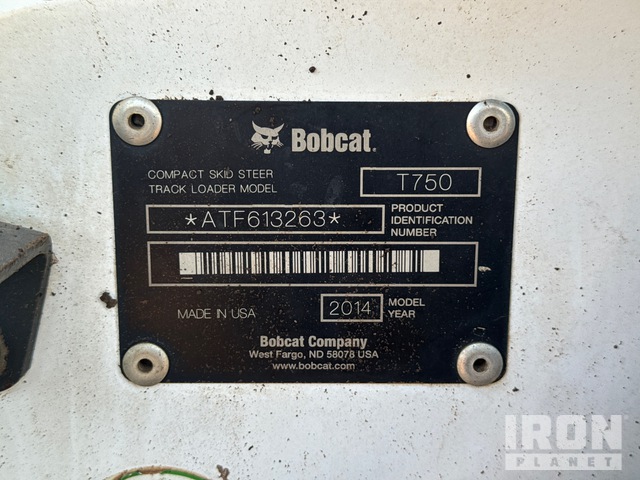 Bobcat.
COMPACT SKID STEER
TRACK LOADER MODEL
T750
*ATF613263*
PRODUCT
IDENTIFICATION
NUMBER
MADE IN USA
2014
MODEL
YEAR
Bobcat Company
West Fargo, ND 58078 USA
www.bobcat.com
IRON
PLANET